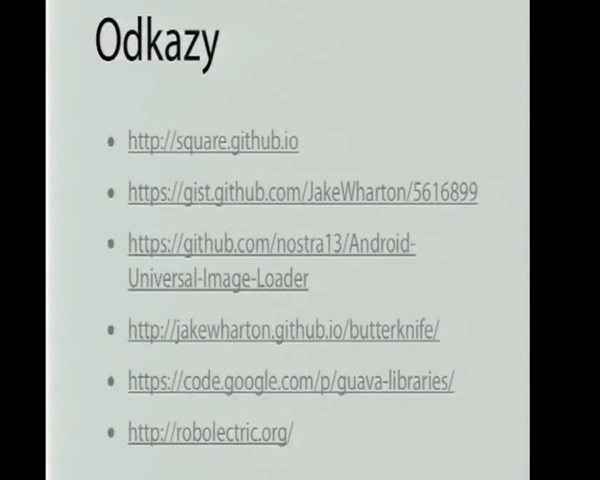 Odkazy
http://square.github.io
https://gist.github.com/JakeWharton/5616899
https://github.com/nostra13/Android-
Universal-Image-Loader
http://jakewharton.github.io/butterknife/
https://code.google.com/p/guava-libraries/
http://robolectric.org/